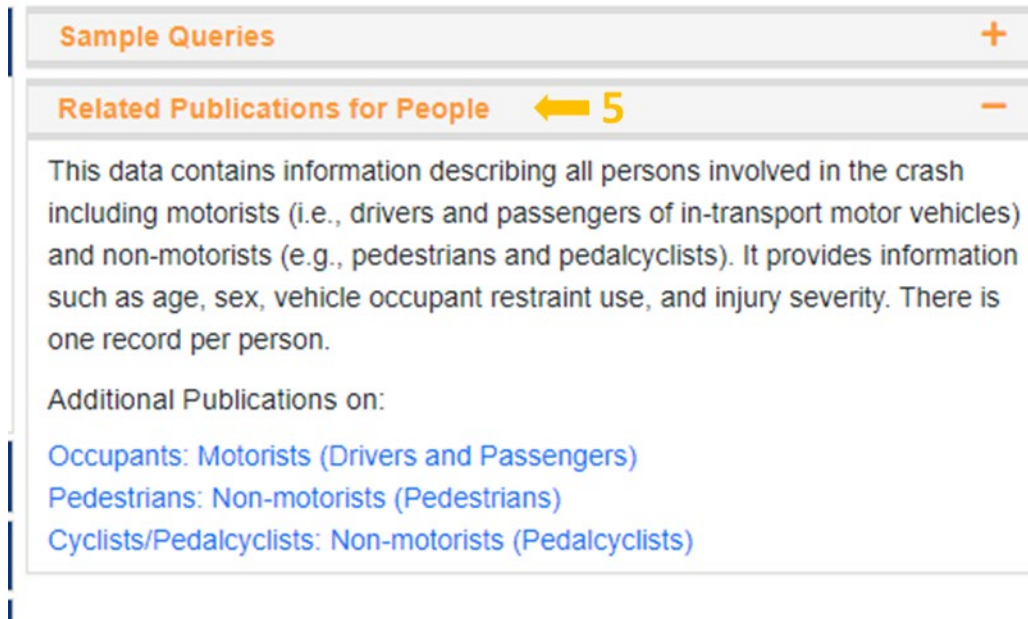 Sample Queries +
Related Publications for People 5 −
This data contains information describing all persons involved in the crash
including motorists (i.e., drivers and passengers of in-transport motor vehicles)
and non-motorists (e.g., pedestrians and pedalcyclists). It provides information
such as age, sex, vehicle occupant restraint use, and injury severity. There is
one record per person.
Additional Publications on:
Occupants: Motorists (Drivers and Passengers)
Pedestrians: Non-motorists (Pedestrians)
Cyclists/Pedalcyclists: Non-motorists (Pedalcyclists)